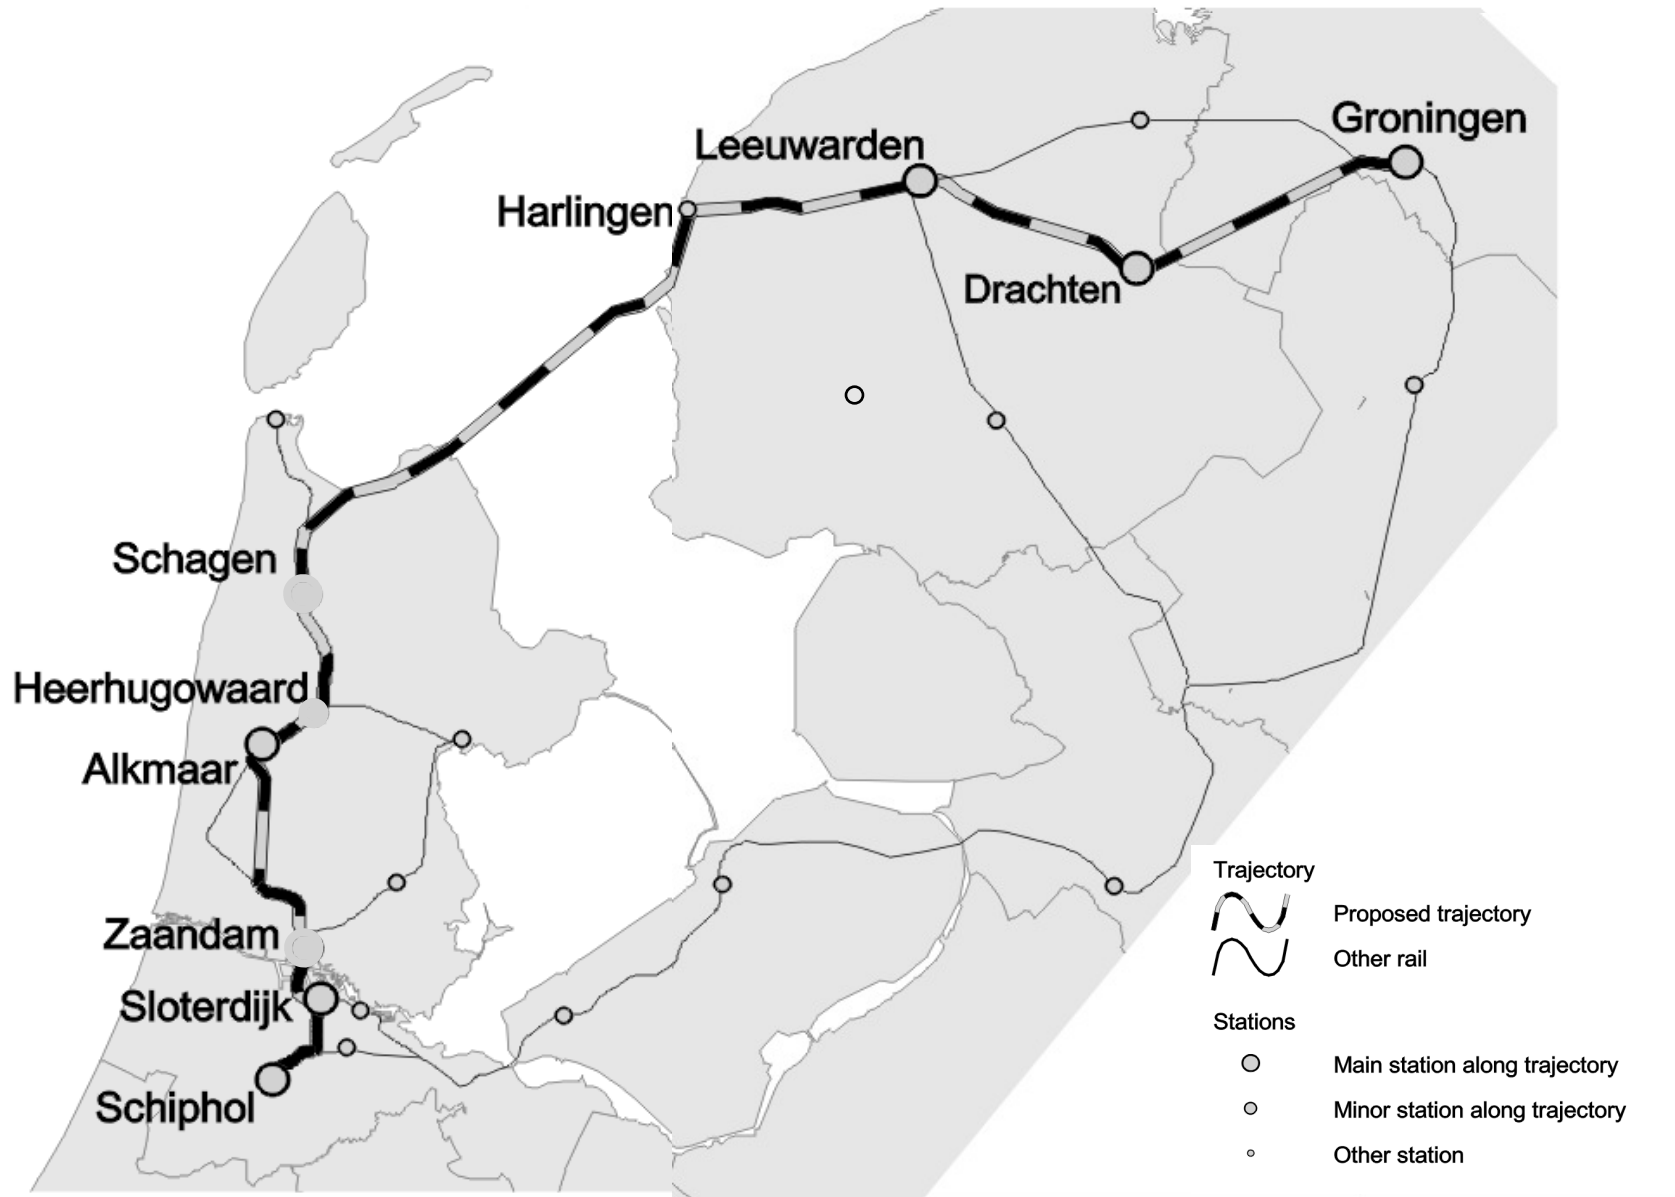 Groningen
Leeuwarden
Harlingen
Drachten
Schagen
Heerhugowaard
Alkmaar
Zaandam
Sloterdijk
Schiphol
Trajectory
Proposed trajectory
Other rail
Stations
Main station along trajectory
Minor station along trajectory
Other station